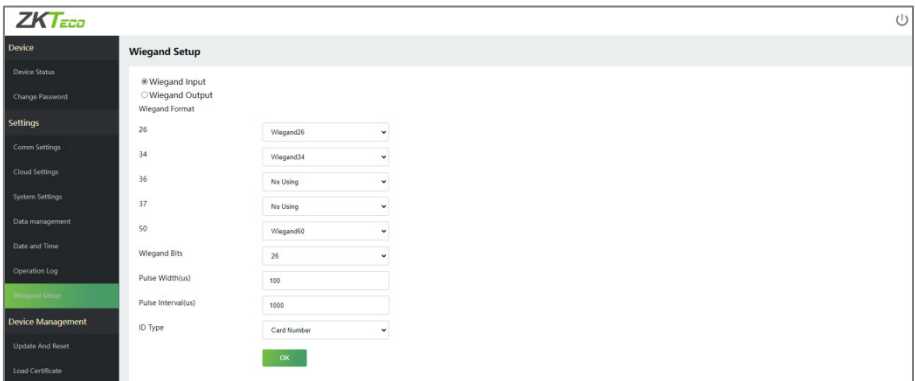 ZKTECO
Device
Wiegand Setup
Device Status
Change Password
Wiegand Input
Wiegand Output
Wiegand Format
Settings
26 Wiegand26
Comm Settings
34 Wiegand34
Cloud Settings
36 No Using
System Settings
37 No Using
Data management
50 Wiegand50
Date and Time
Wiegand Bits 26
Operation Log
Pulse Width(us) 100
Wiegand Setup
Pulse Interval(us) 1000
Device Management
ID Type Card Number
Update And Reset
OK
Load Certificate